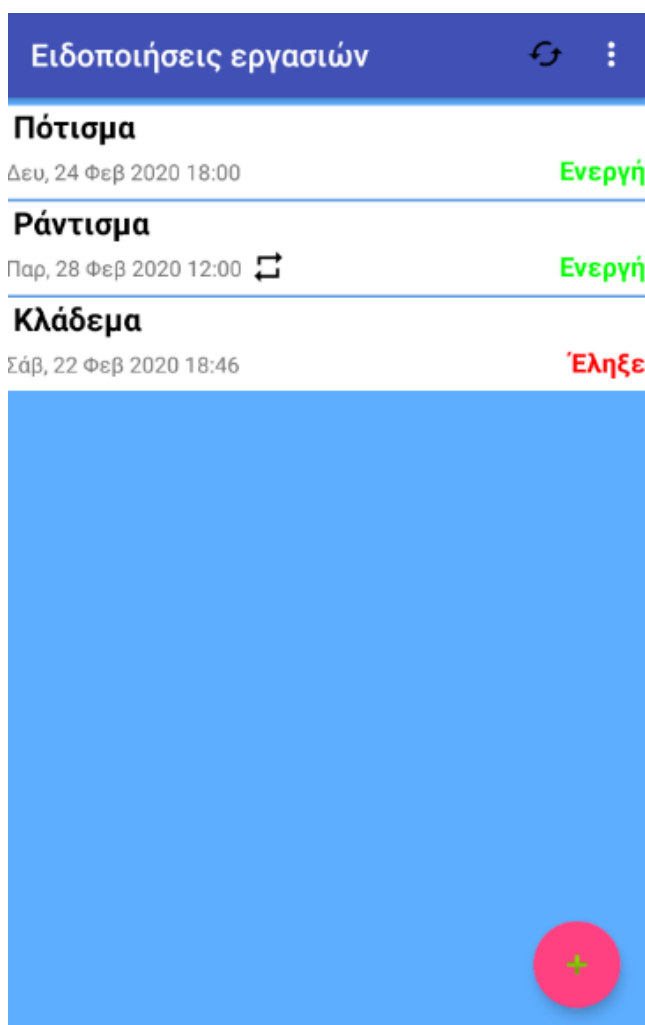 Ειδοποιήσεις εργασιών
Πότισμα
Δευ, 24 Φεβ 2020 18:00
Ενεργή
Ράντισμα
Παρ, 28 Φεβ 2020 12:00
Ενεργή
Κλάδεμα
Σάβ, 22 Φεβ 2020 18:46
Έληξε
+